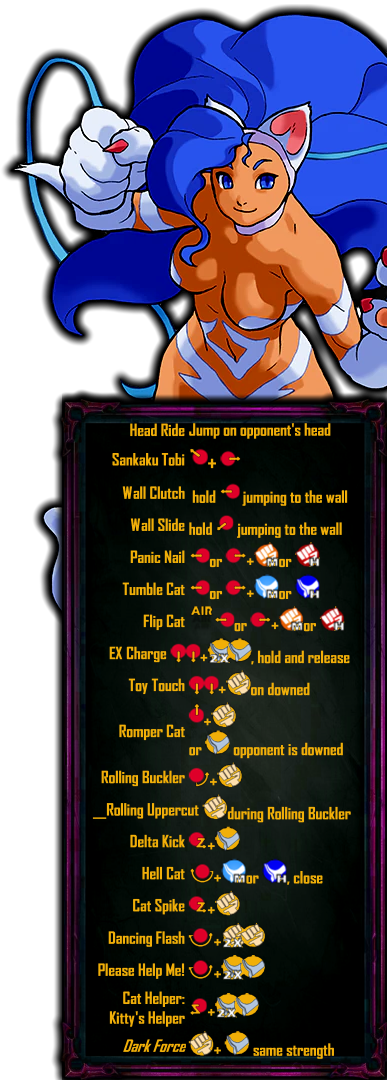 Head Ride Jump on opponent's head
Sankaku Tobi +
Wall Clutch hold jumping to the wall
Wall Slide hold jumping to the wall
Panic Nail or + M or H
Tumble Cat or + M or H
Flip Cat AIR or + M or H
EX Charge + 2X , hold and release
Toy Touch + on downed
Romper Cat +
or opponent is downed
Rolling Buckler +
__Rolling Uppercut during Rolling Buckler
Delta Kick Z +
Hell Cat + M or H , close
Cat Spike Z +
Dancing Flash + 2X
Please Help Me! + 2X
Cat Helper:
Kitty's Helper + 2X
Dark Force + same strength